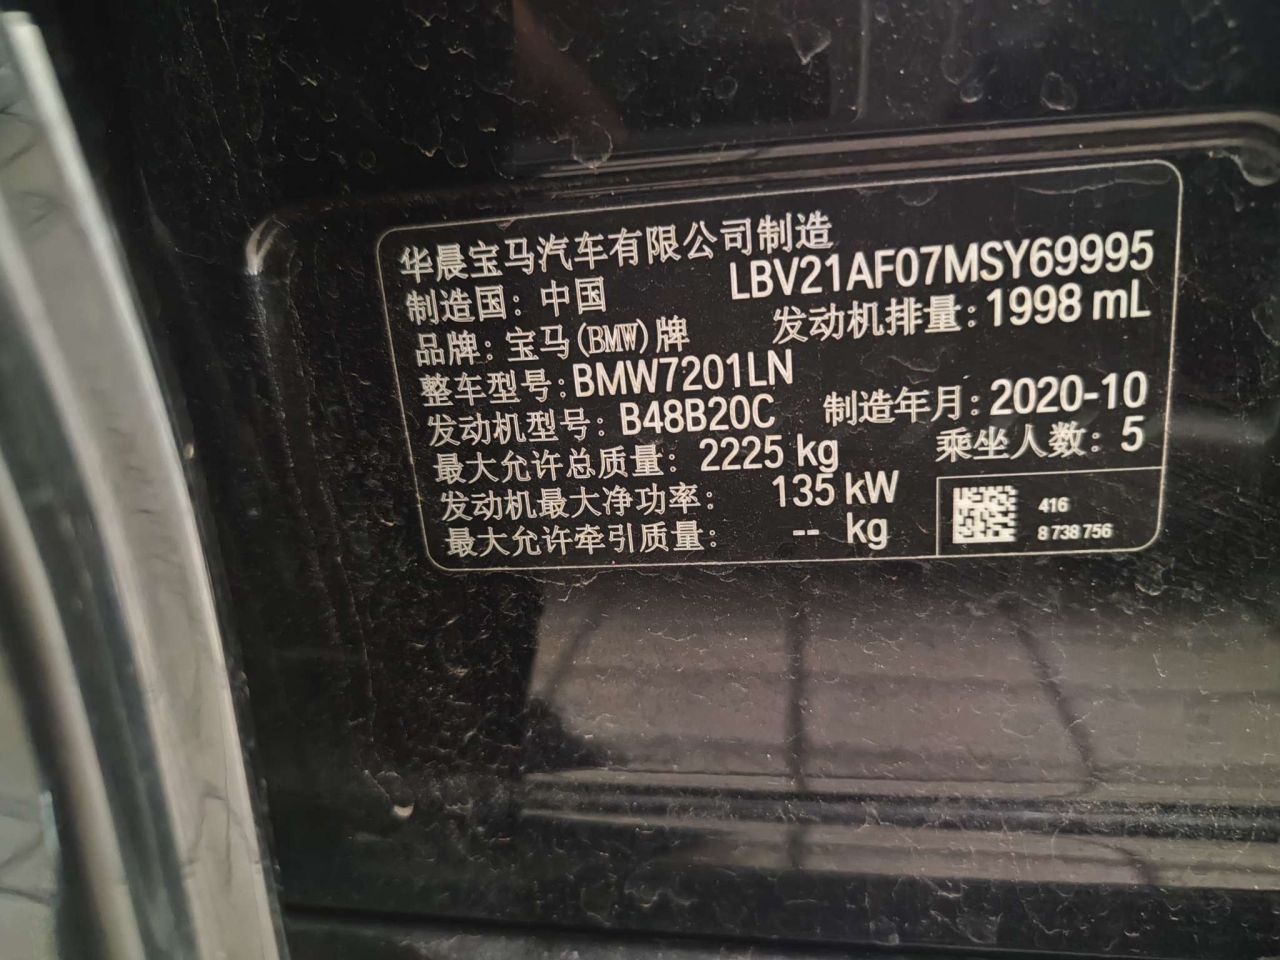 华晨宝马汽车有限公司制造
制造国：中国 LBV21AF07MSY69995
品牌：宝马(BMW)牌 发动机排量：1998 mL
整车型号：BMW7201LN
发动机型号：B48B20C 制造年月：2020-10
最大允许总质量：2225 kg 乘坐人数：5
发动机最大净功率：135 kW
最大允许牵引质量：-- kg
416
8 738 756